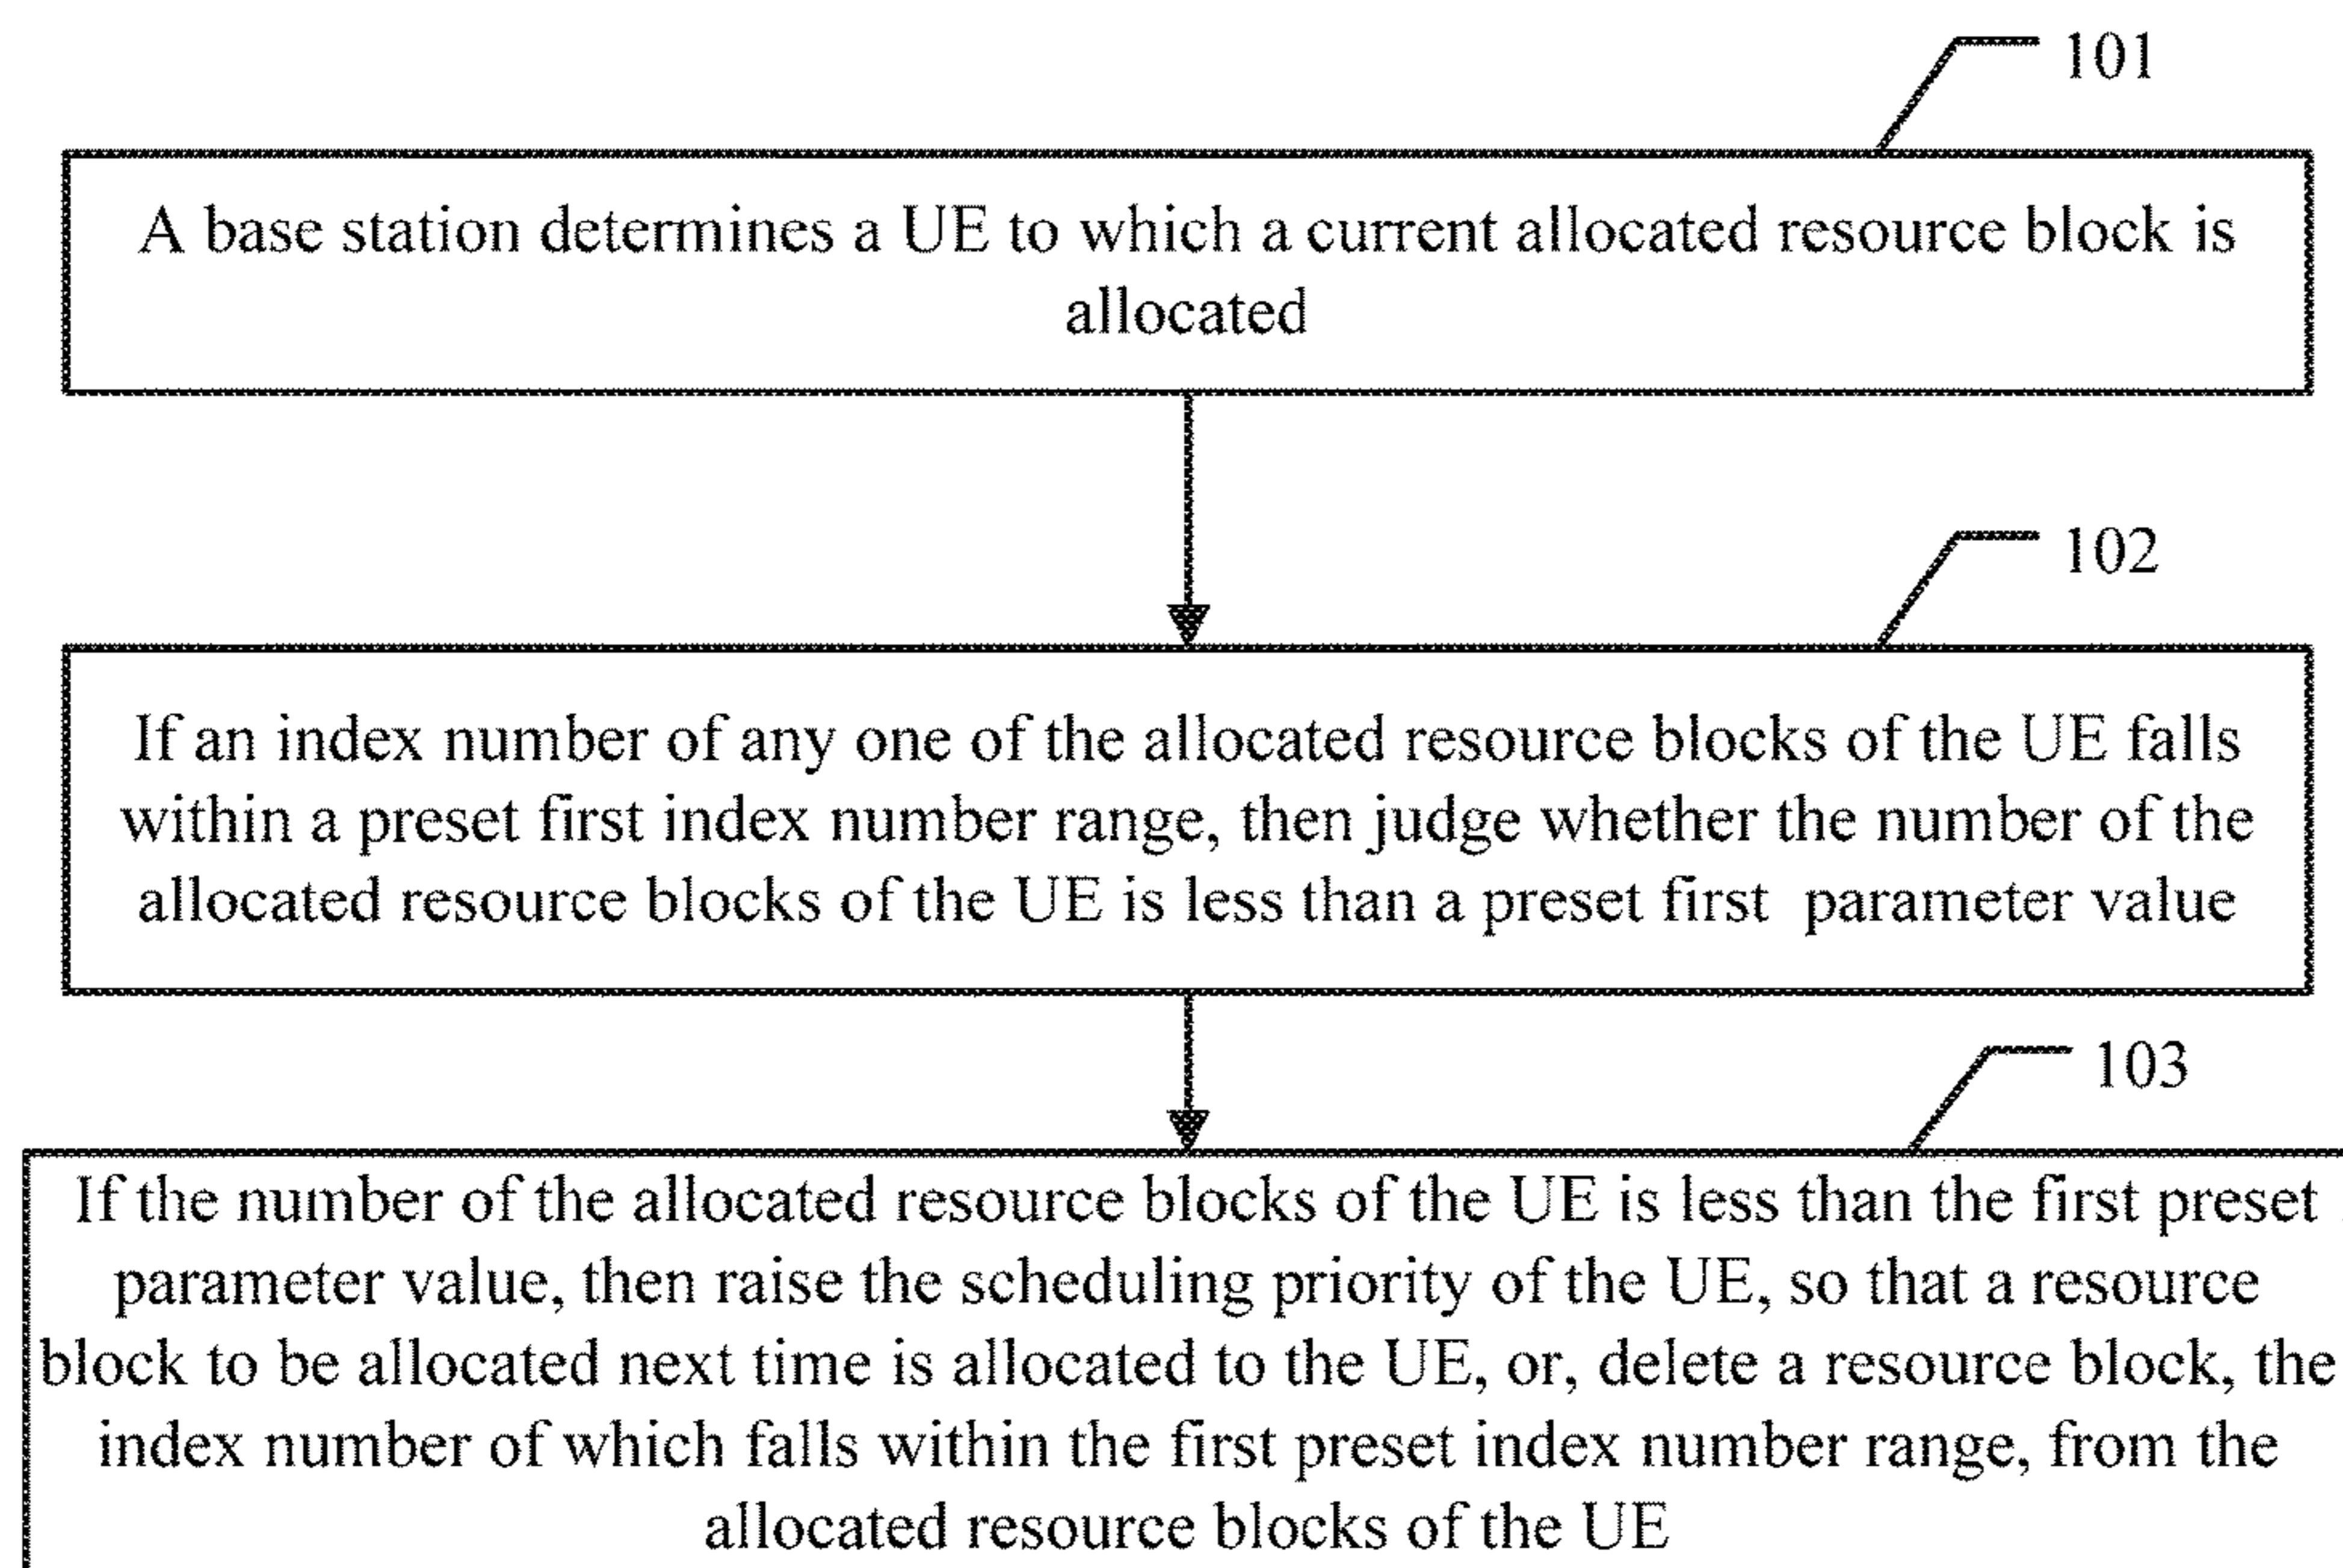 101
A base station determines a UE to which a current allocated resource block is
allocated
102
If an index number of any one of the allocated resource blocks of the UE falls
within a preset first index number range, then judge whether the number of the
allocated resource blocks of the UE is less than a preset first parameter value
103
If the number of the allocated resource blocks of the UE is less than the first preset
parameter value, then raise the scheduling priority of the UE, so that a resource
block to be allocated next time is allocated to the UE, or, delete a resource block, the
index number of which falls within the first preset index number range, from the
allocated resource blocks of the UE